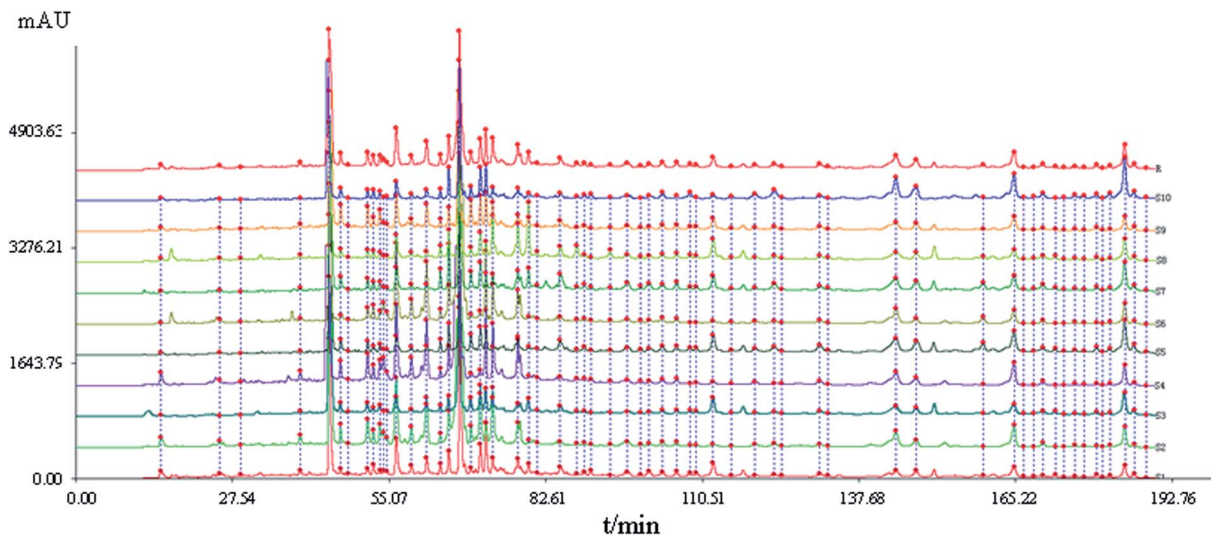 mAU
4903.63
R
S10
S9
3276.21
S8
S7
S6
S5
1643.75
S4
S3
S2
0.00
S1
0.00 27.54 55.07 82.61 110.51 137.68 165.22 192.76
t/min